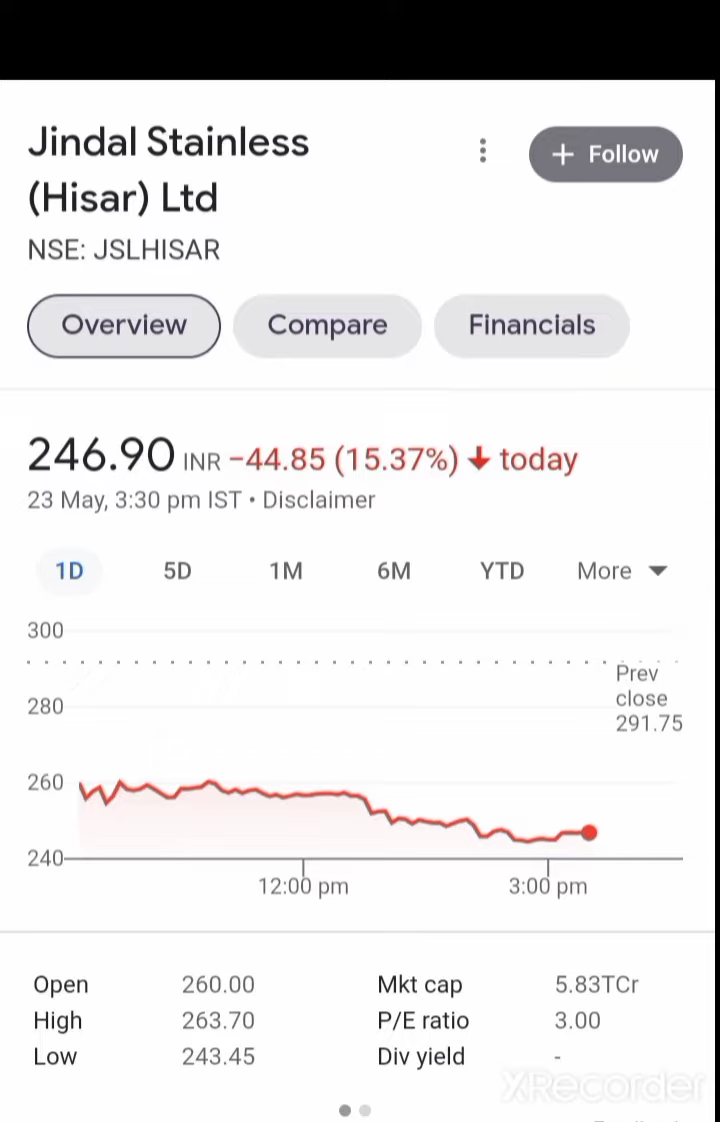 Jindal Stainless
(Hisar) Ltd
+ Follow
NSE: JSLHISAR
Overview Compare Financials
246.90 INR −44.85 (15.37%) ↓ today
23 May, 3:30 pm IST • Disclaimer
1D 5D 1M 6M YTD More
300
Prev
close
291.75
280
260
240
12:00 pm 3:00 pm
Open 260.00 Mkt cap 5.83TCr
High 263.70 P/E ratio 3.00
Low 243.45 Div yield -
XRecorder